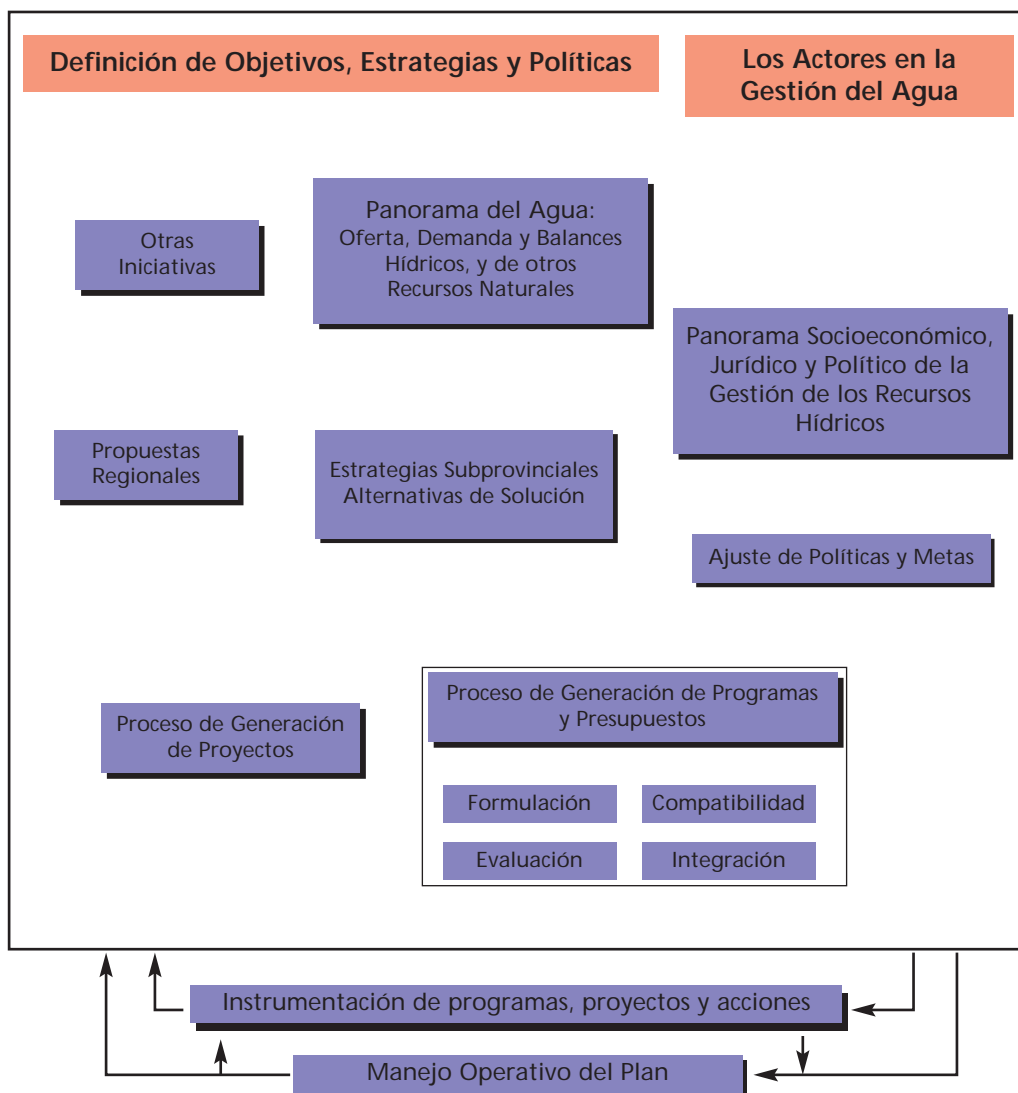 Definición de Objetivos, Estrategias y Políticas
Los Actores en la
Gestión del Agua
Otras
Iniciativas
Panorama del Agua:
Oferta, Demanda y Balances
Hídricos, y de otros
Recursos Naturales
Panorama Socioeconómico,
Jurídico y Político de la
Gestión de los Recursos
Hídricos
Propuestas
Regionales
Estrategias Subprovinciales
Alternativas de Solución
Ajuste de Políticas y Metas
Proceso de Generación
de Proyectos
Proceso de Generación de Programas
y Presupuestos
Formulación
Compatibilidad
Evaluación
Integración
Instrumentación de programas, proyectos y acciones
Manejo Operativo del Plan